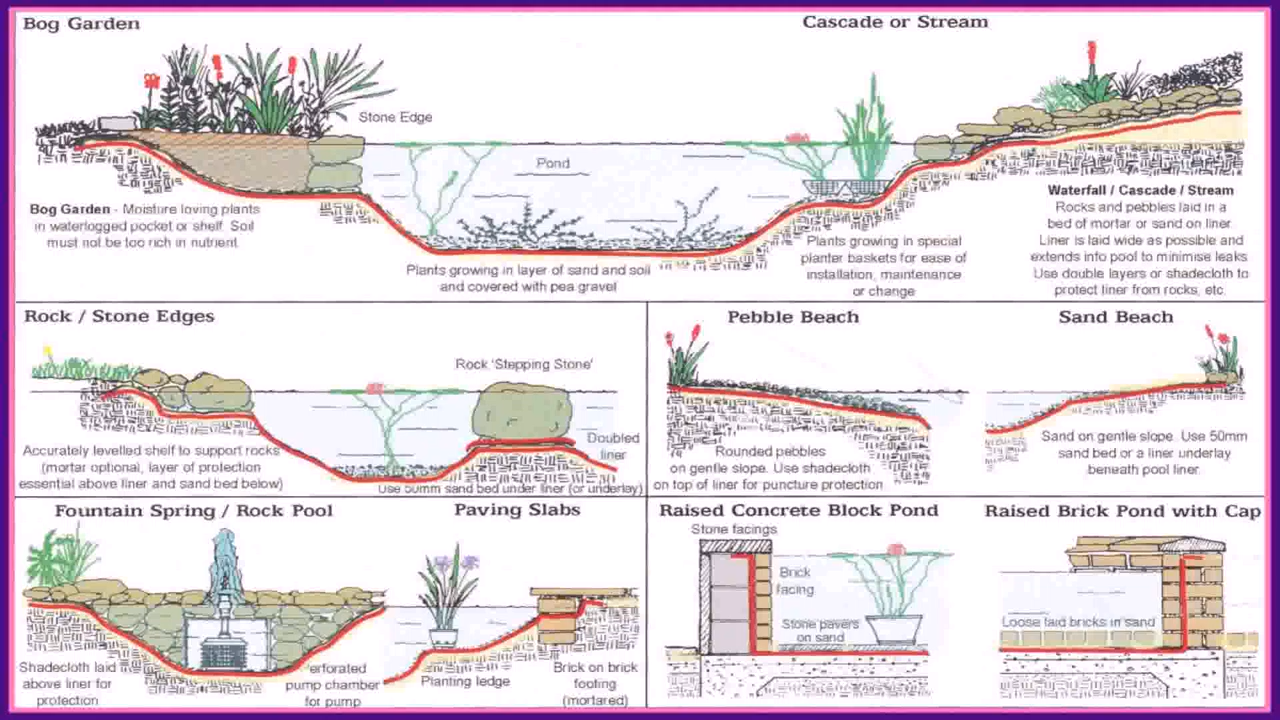 Bog Garden
Cascade or Stream
Stone Edge
Pond
Bog Garden - Moisture loving plants
in waterlogged pocket or shelf. Soil
must not be too rich in nutrient
Plants growing in layer of sand and soil
and covered with pea gravel
Plants growing in special
planter baskets for ease of
installation, maintenance
or change
Waterfall / Cascade / Stream
Rocks and pebbles laid in a
bed of mortar or sand on liner.
Liner is laid wide as possible and
extends into pool to minimise leaks
Use double layers or shadecloth to
protect liner from rocks, etc.
Rock / Stone Edges
Rock 'Stepping Stone'
Doubled
liner
Accurately levelled shelf to support rocks
(mortar optional, layer of protection
essential above liner and sand bed below)
Use 50mm sand bed under liner (or underlay)
Pebble Beach
Rounded pebbles
on gentle slope. Use shadecloth
on top of liner for puncture protection
Sand Beach
Sand on gentle slope. Use 50mm
sand bed or a liner underlay
beneath pool liner.
Fountain Spring / Rock Pool
Shadecloth laid
above liner for
protection
erforated
pump chamber
for pump
Paving Slabs
Planting ledge
Brick on brick
footing
(mortared)
Raised Concrete Block Pond
Stone facings
Brick
facing
Stone pavers
on sand
Raised Brick Pond with Cap
Loose laid bricks in sand